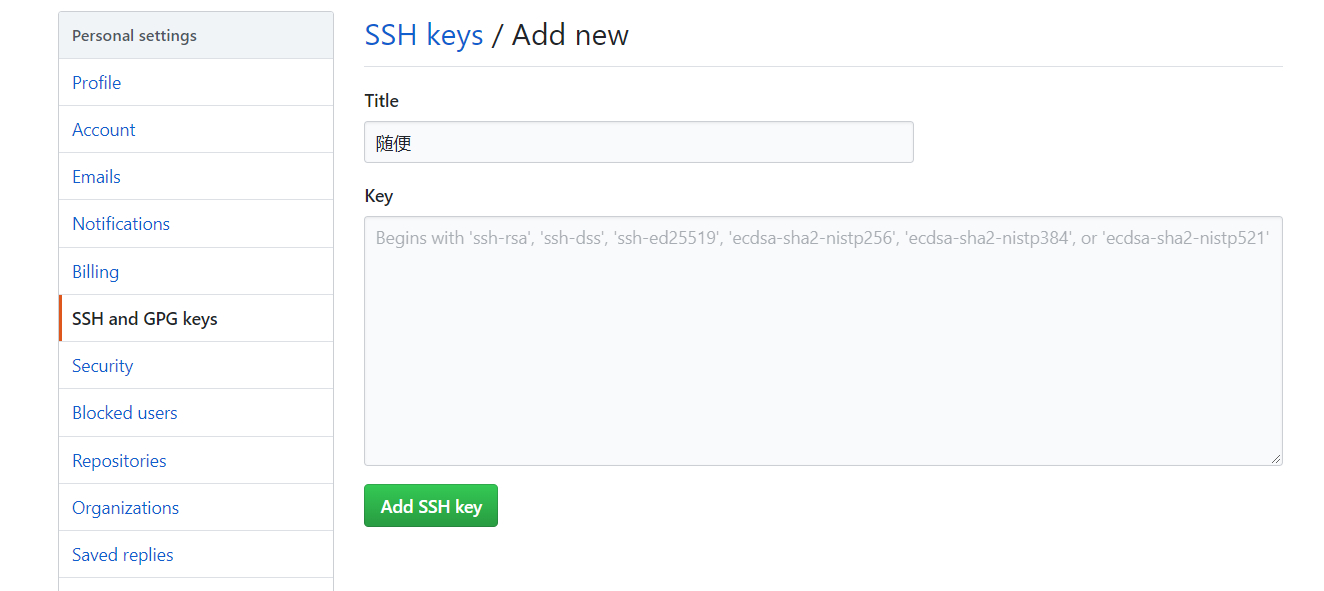 Personal settings
Profile
Account
Emails
Notifications
Billing
SSH and GPG keys
Security
Blocked users
Repositories
Organizations
Saved replies
SSH keys / Add new
Title
随便
Key
Begins with 'ssh-rsa', 'ssh-dss', 'ssh-ed25519', 'ecdsa-sha2-nistp256', 'ecdsa-sha2-nistp384', or 'ecdsa-sha2-nistp521'
Add SSH key